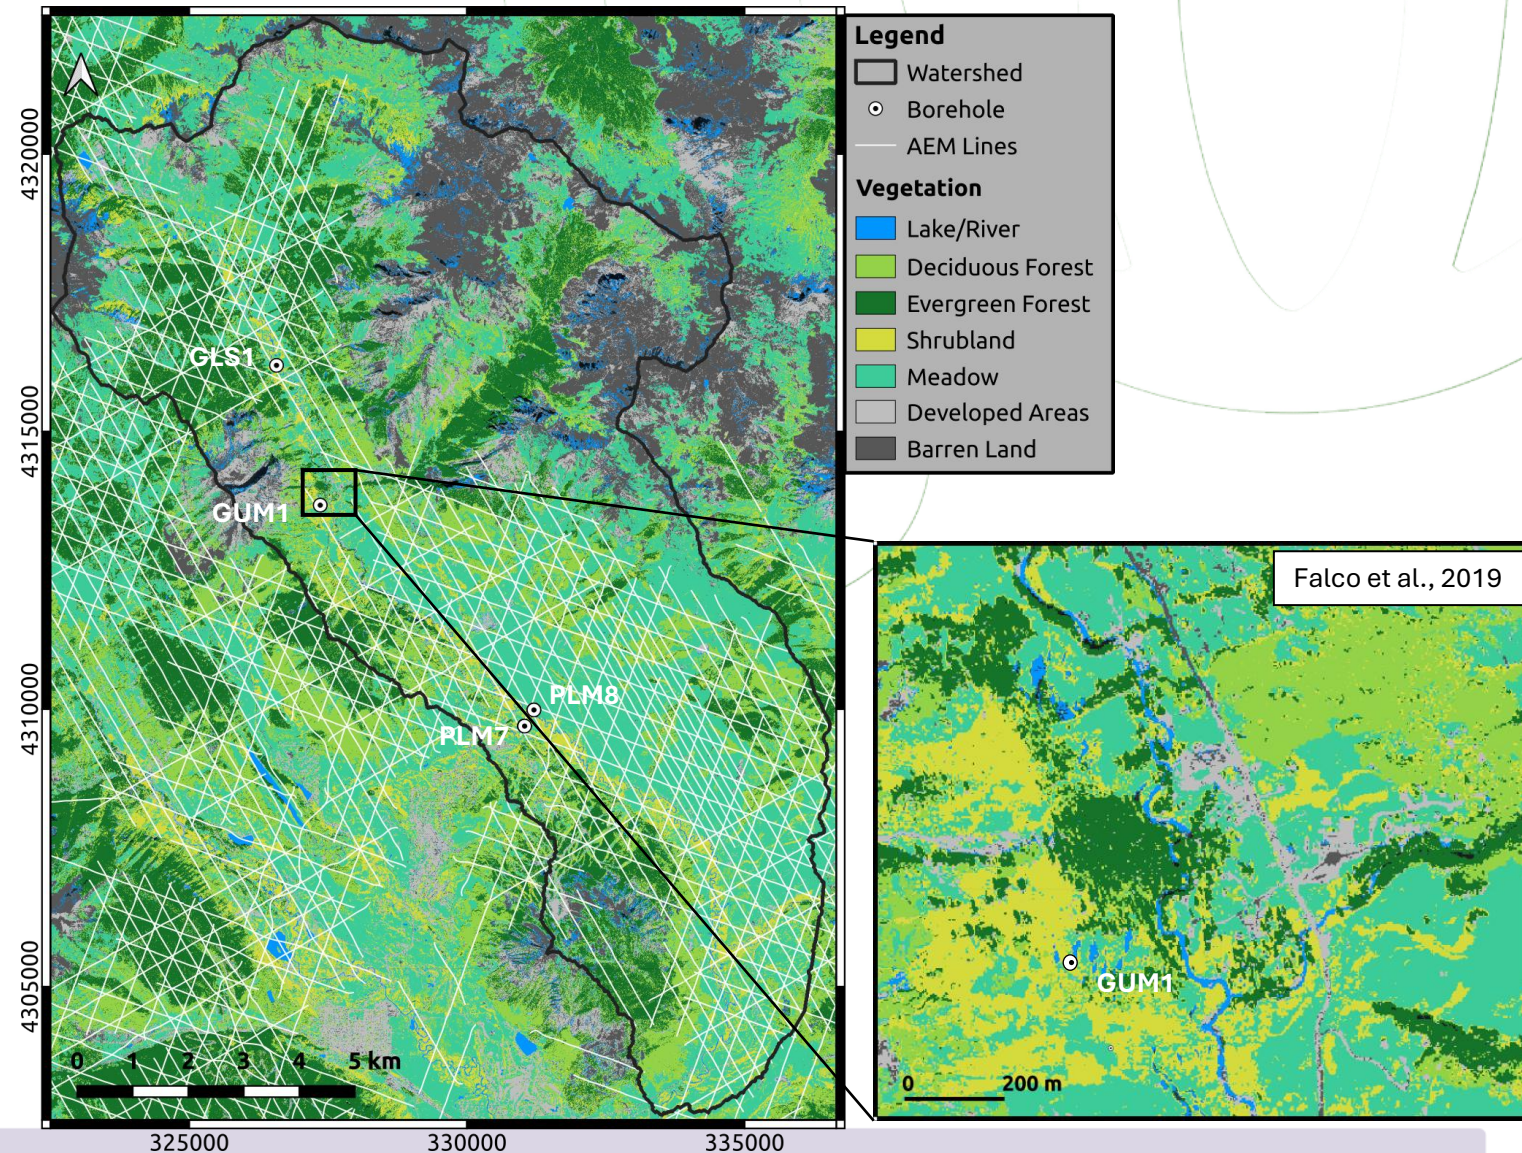 Legend
Watershed
Borehole
AEM Lines
Vegetation
Lake/River
Deciduous Forest
Evergreen Forest
Shrubland
Meadow
Developed Areas
Barren Land
4320000
4315000
4310000
4305000
GLS1
GUM1
PLM8
PLM7
0 1 2 3 4 5 km
325000 330000 335000
Falco et al., 2019
GUM1
0 200 m